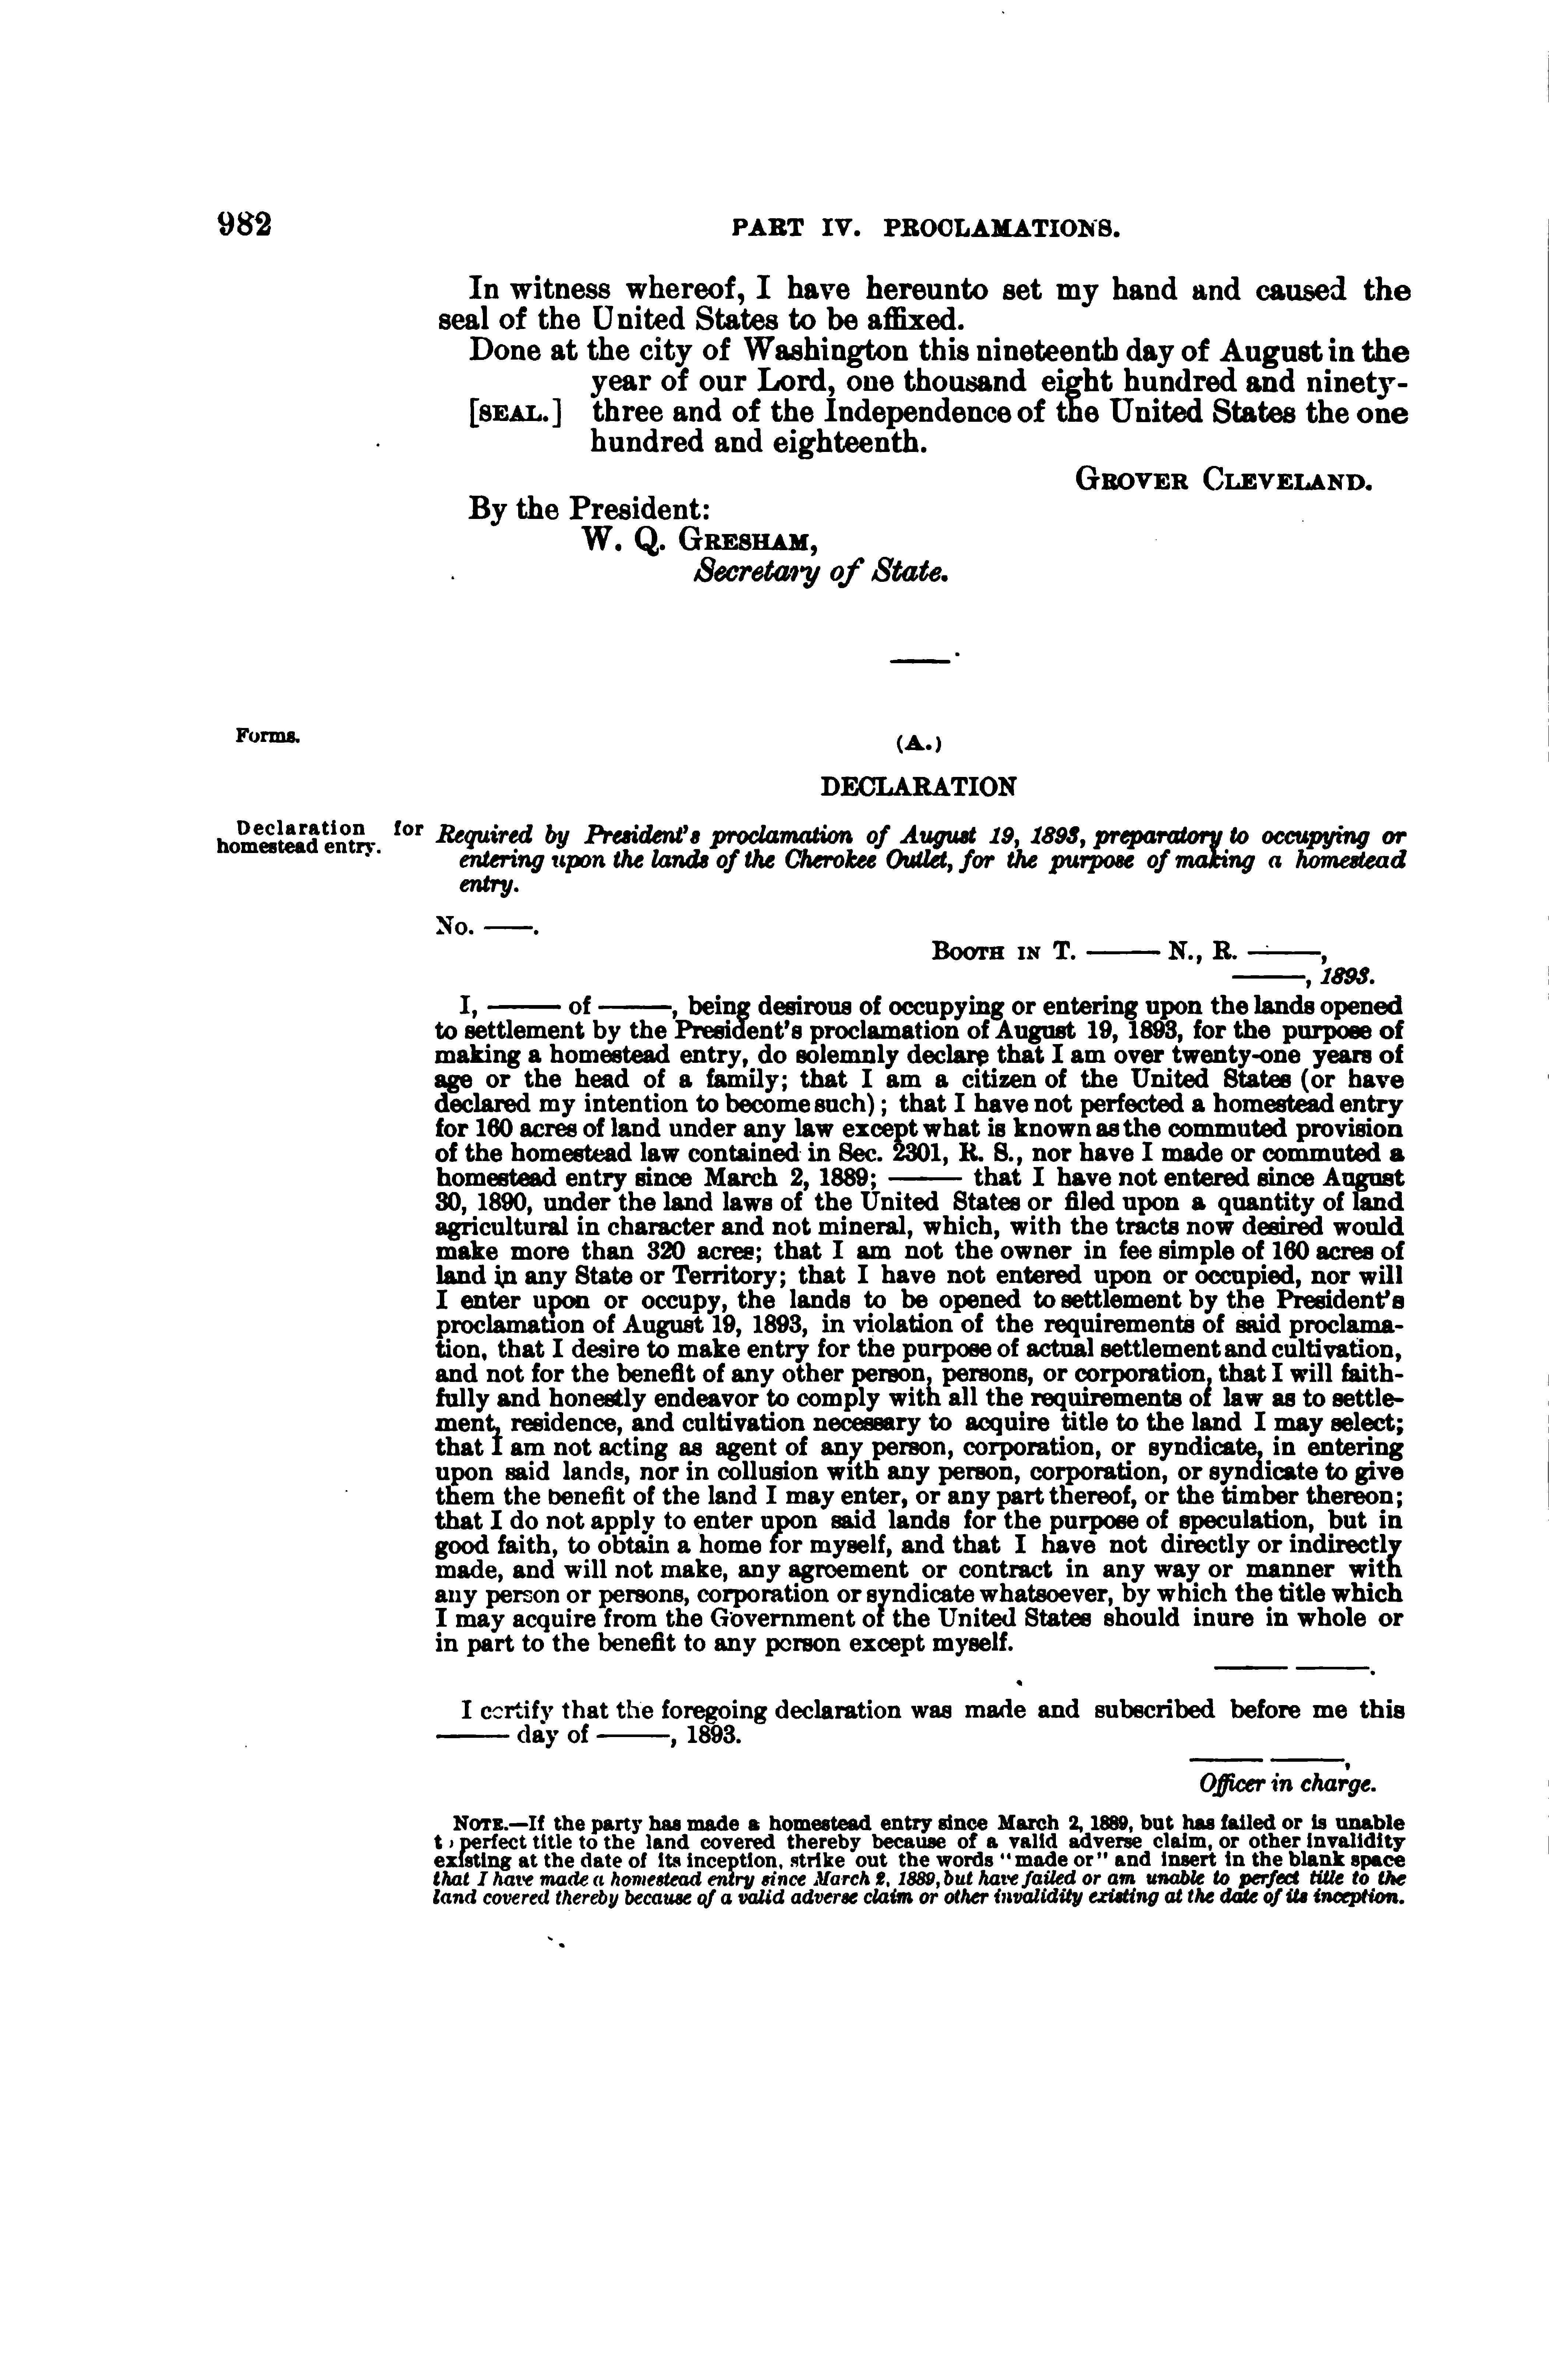 982
PART IV. PROCLAMATIONS.
In witness whereof, I have hereunto set my hand and caused the
seal of the United States to be affixed.
Done at the city of Washington this nineteenth day of August in the
year of our Lord, one thousand eight hundred and ninety-
[SEAL.] three and of the Independence of the United States the one
hundred and eighteenth.
GROVER CLEVELAND.
By the President:
W. Q. GRESHAM,
Secretary of State.
Forms.
(A.)
DECLARATION
Declaration for
homestead entry.
Required by President's proclamation of August 19, 1893, preparatory to occupying or
entering upon the lands of the Cherokee Outlet, for the purpose of making a homestead
entry.
No. ——.
BOOTH IN T. —— N., R. ——,
——, 1893.
I, —— of ——, being desirous of occupying or entering upon the lands opened
to settlement by the President's proclamation of August 19, 1893, for the purpose of
making a homestead entry, do solemnly declare that I am over twenty-one years of
age or the head of a family; that I am a citizen of the United States (or have
declared my intention to become such); that I have not perfected a homestead entry
for 160 acres of land under any law except what is known as the commuted provision
of the homestead law contained in Sec. 2301, R. S., nor have I made or commuted a
homestead entry since March 2, 1889; —— that I have not entered since August
30, 1890, under the land laws of the United States or filed upon a quantity of land
agricultural in character and not mineral, which, with the tracts now desired would
make more than 320 acres; that I am not the owner in fee simple of 160 acres of
land in any State or Territory; that I have not entered upon or occupied, nor will
I enter upon or occupy, the lands to be opened to settlement by the President's
proclamation of August 19, 1893, in violation of the requirements of said proclama-
tion, that I desire to make entry for the purpose of actual settlement and cultivation,
and not for the benefit of any other person, persons, or corporation, that I will faith-
fully and honestly endeavor to comply with all the requirements of law as to settle-
ment, residence, and cultivation necessary to acquire title to the land I may select;
that I am not acting as agent of any person, corporation, or syndicate, in entering
upon said lands, nor in collusion with any person, corporation, or syndicate to give
them the benefit of the land I may enter, or any part thereof, or the timber thereon;
that I do not apply to enter upon said lands for the purpose of speculation, but in
good faith, to obtain a home for myself, and that I have not directly or indirectly
made, and will not make, any agreement or contract in any way or manner with
any person or persons, corporation or syndicate whatsoever, by which the title which
I may acquire from the Government of the United States should inure in whole or
in part to the benefit to any person except myself.
—— ——.
I certify that the foregoing declaration was made and subscribed before me this
—— day of ——, 1893.
—— ——,
Officer in charge.
NOTE.—If the party has made a homestead entry since March 2, 1889, but has failed or is unable
to perfect title to the land covered thereby because of a valid adverse claim, or other invalidity
existing at the date of its inception, strike out the words "made or" and insert in the blank space
that I have made a homestead entry since March 2, 1889, but have failed or am unable to perfect title to the
land covered thereby because of a valid adverse claim or other invalidity existing at the date of its inception.